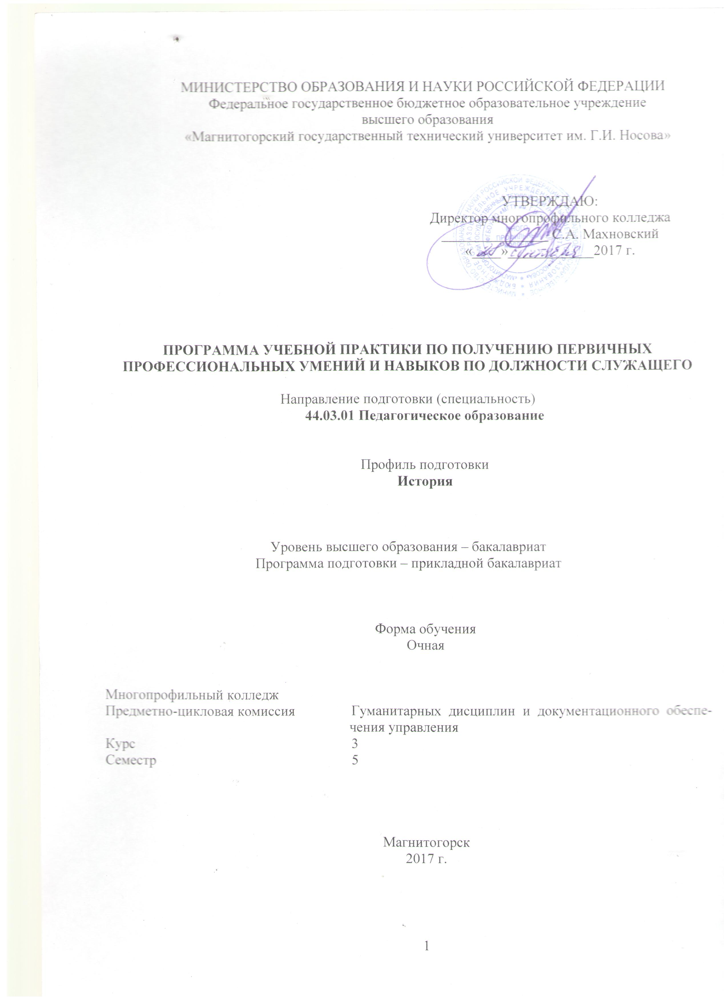 МИНИСТЕРСТВО ОБРАЗОВАНИЯ И НАУКИ РОССИЙСКОЙ ФЕДЕРАЦИИ
Федеральное государственное бюджетное образовательное учреждение
высшего образования
«Магнитогорский государственный технический университет им. Г.И. Носова»
УТВЕРЖДАЮ:
Директор многопрофильного колледжа
С.А. Махновский
« » сентября 2017 г.
ПРОГРАММА УЧЕБНОЙ ПРАКТИКИ ПО ПОЛУЧЕНИЮ ПЕРВИЧНЫХ
ПРОФЕССИОНАЛЬНЫХ УМЕНИЙ И НАВЫКОВ ПО ДОЛЖНОСТИ СЛУЖАЩЕГО
Направление подготовки (специальность)
44.03.01 Педагогическое образование
Профиль подготовки
История
Уровень высшего образования – бакалавриат
Программа подготовки – прикладной бакалавриат
Форма обучения
Очная
Многопрофильный колледж
Предметно-цикловая комиссия Гуманитарных дисциплин и документационного обеспе-
чения управления
Курс 3
Семестр 5
Магнитогорск
2017 г.
1